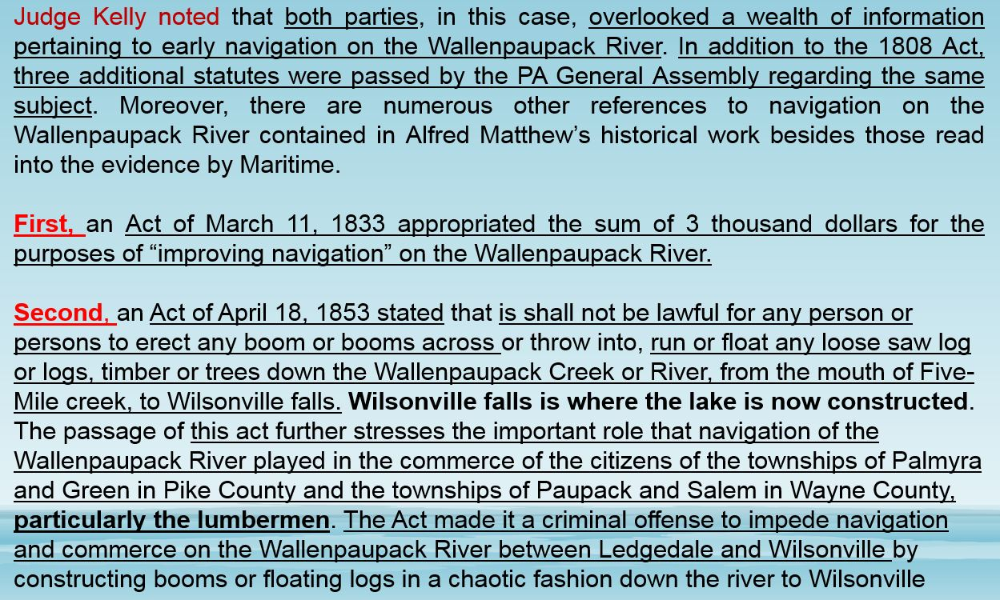 Judge Kelly noted that both parties, in this case, overlooked a wealth of information
pertaining to early navigation on the Wallenpaupack River. In addition to the 1808 Act,
three additional statutes were passed by the PA General Assembly regarding the same
subject. Moreover, there are numerous other references to navigation on the
Wallenpaupack River contained in Alfred Matthew’s historical work besides those read
into the evidence by Maritime.
First, an Act of March 11, 1833 appropriated the sum of 3 thousand dollars for the
purposes of “improving navigation” on the Wallenpaupack River.
Second, an Act of April 18, 1853 stated that is shall not be lawful for any person or
persons to erect any boom or booms across or throw into, run or float any loose saw log
or logs, timber or trees down the Wallenpaupack Creek or River, from the mouth of Five-
Mile creek, to Wilsonville falls. Wilsonville falls is where the lake is now constructed.
The passage of this act further stresses the important role that navigation of the
Wallenpaupack River played in the commerce of the citizens of the townships of Palmyra
and Green in Pike County and the townships of Paupack and Salem in Wayne County,
particularly the lumbermen. The Act made it a criminal offense to impede navigation
and commerce on the Wallenpaupack River between Ledgedale and Wilsonville by
constructing booms or floating logs in a chaotic fashion down the river to Wilsonville